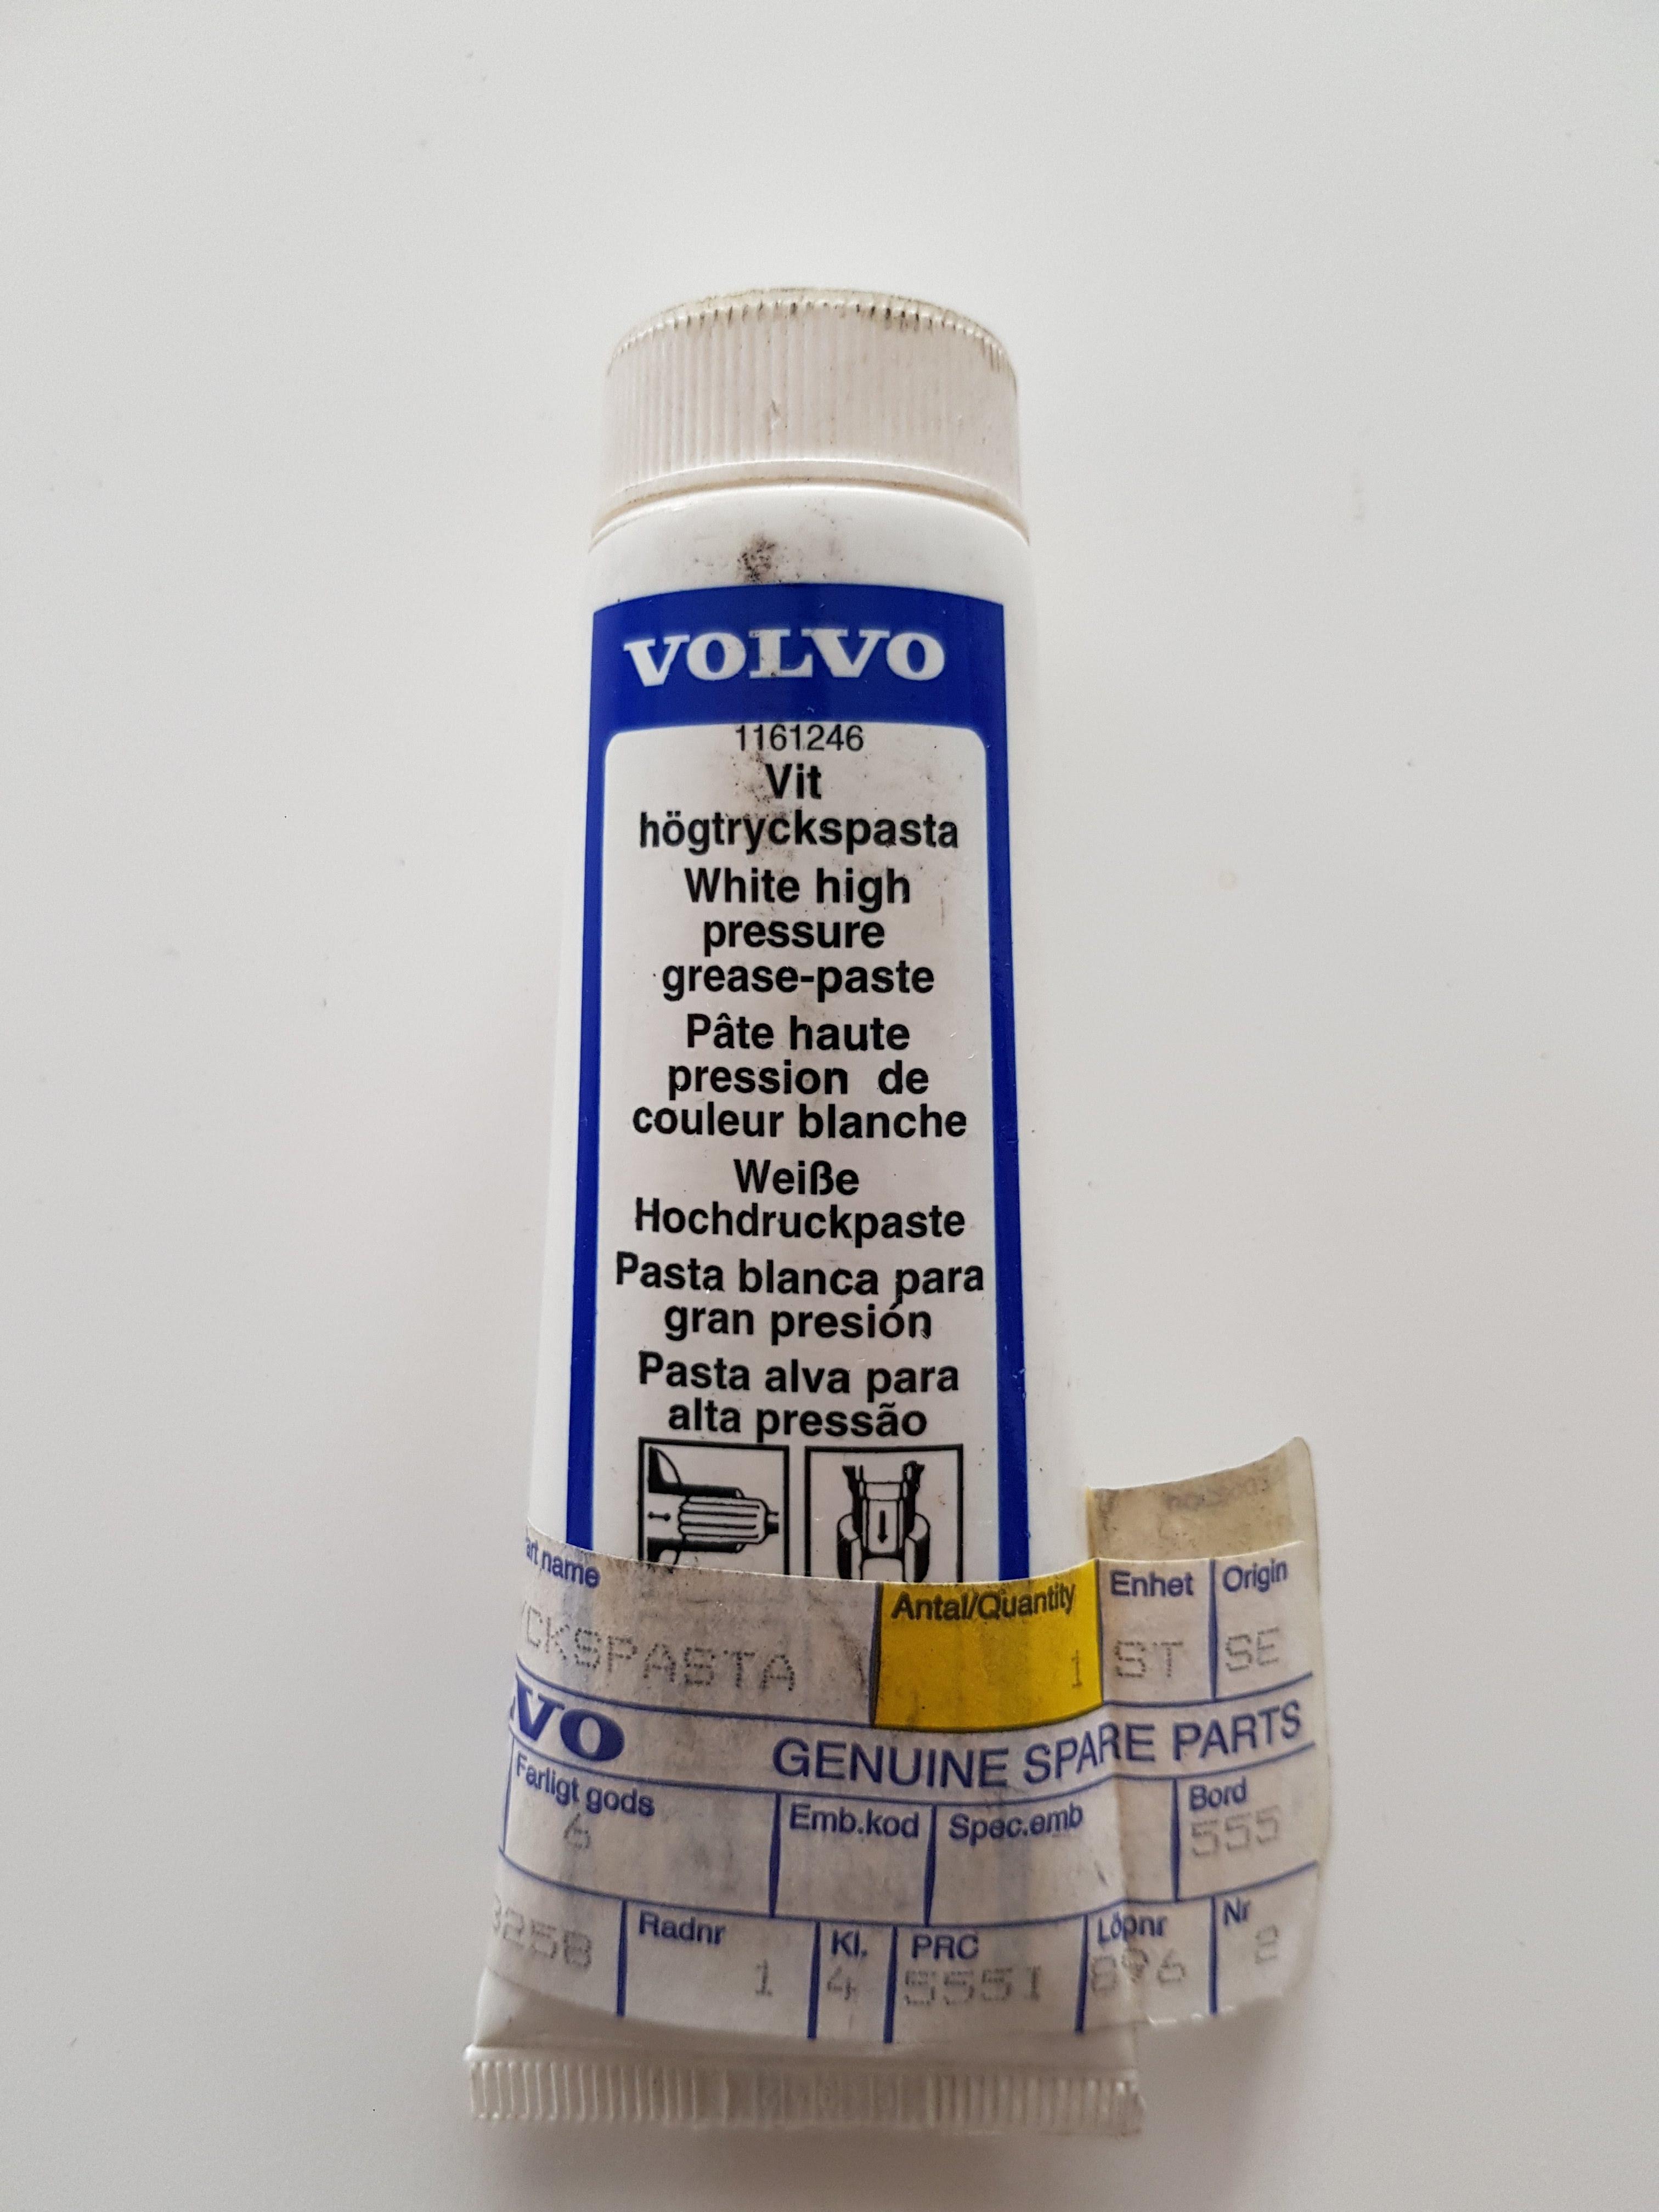 VOLVO
1161246
Vit
högtryckspasta
White high
pressure
grease-paste
Pâte haute
pression de
couleur blanche
Weiße
Hochdruckpaste
Pasta blanca para
gran presión
Pasta alva para
alta pressão
name Antal/Quantity Enhet Origin
CKSPASTA 1 ST SE
VO GENUINE SPARE PARTS
Farligt gods Emb.kod Spec.emb Bord
6 555
Radnr Kl. PRC Löpnr Nr
3258 1 4 555I 896 2